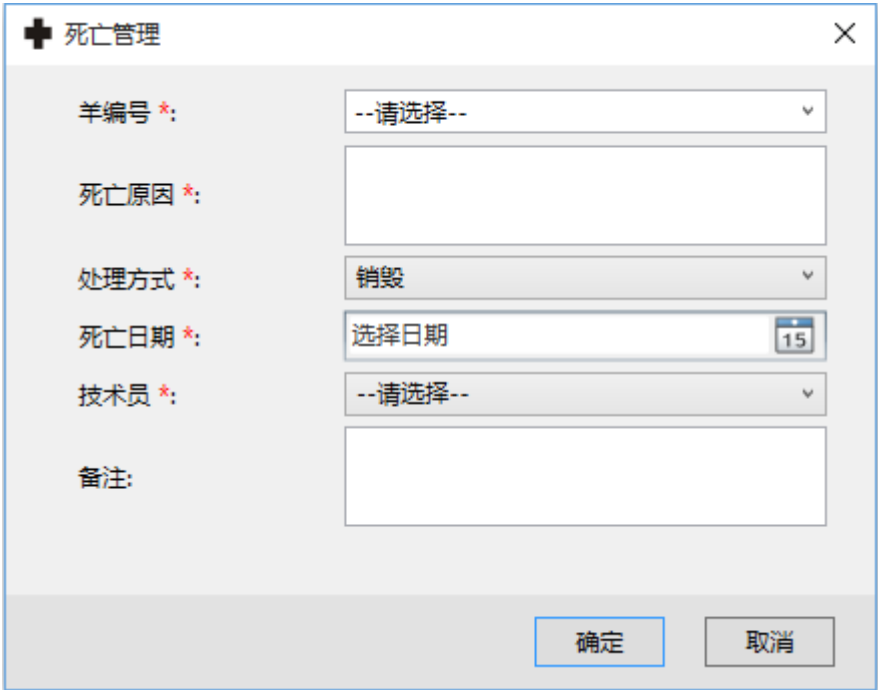 死亡管理
羊编号 *:
--请选择--
死亡原因 *:
处理方式 *:
销毁
死亡日期 *:
选择日期
15
技术员 *:
--请选择--
备注:
确定
取消